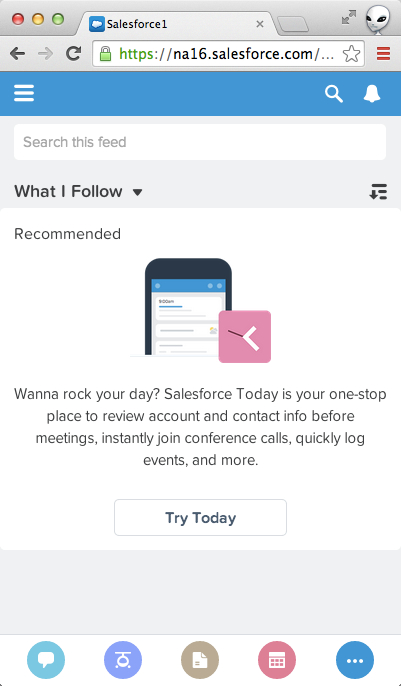 Salesforce1
https://na16.salesforce.com/...
Search this feed
What I Follow
Recommended
9:00am
Wanna rock your day? Salesforce Today is your one-stop
place to review account and contact info before
meetings, instantly join conference calls, quickly log
events, and more.
Try Today